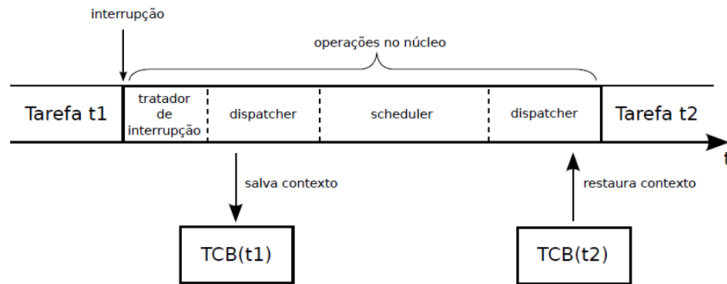 interrupção
operações no núcleo
Tarefa t1
tratador
de
interrupção
dispatcher
scheduler
dispatcher
Tarefa t2
t
salva contexto
restaura contexto
TCB(t1)
TCB(t2)